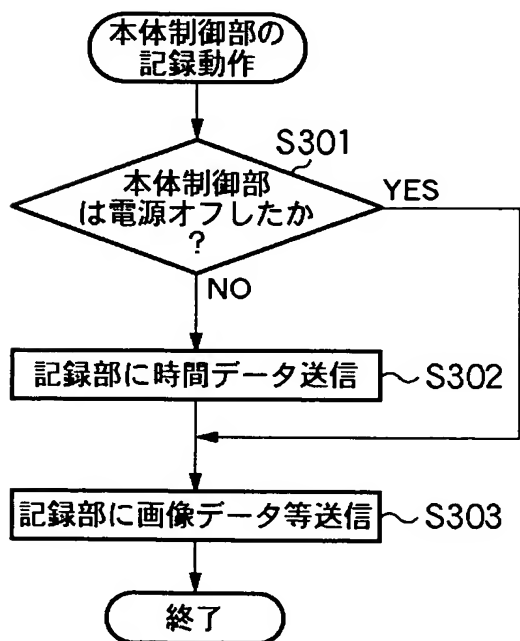 本体制御部の
記録動作
S301
本体制御部
は電源オフしたか
?
YES
NO
記録部に時間データ送信
S302
記録部に画像データ等送信
S303
終了